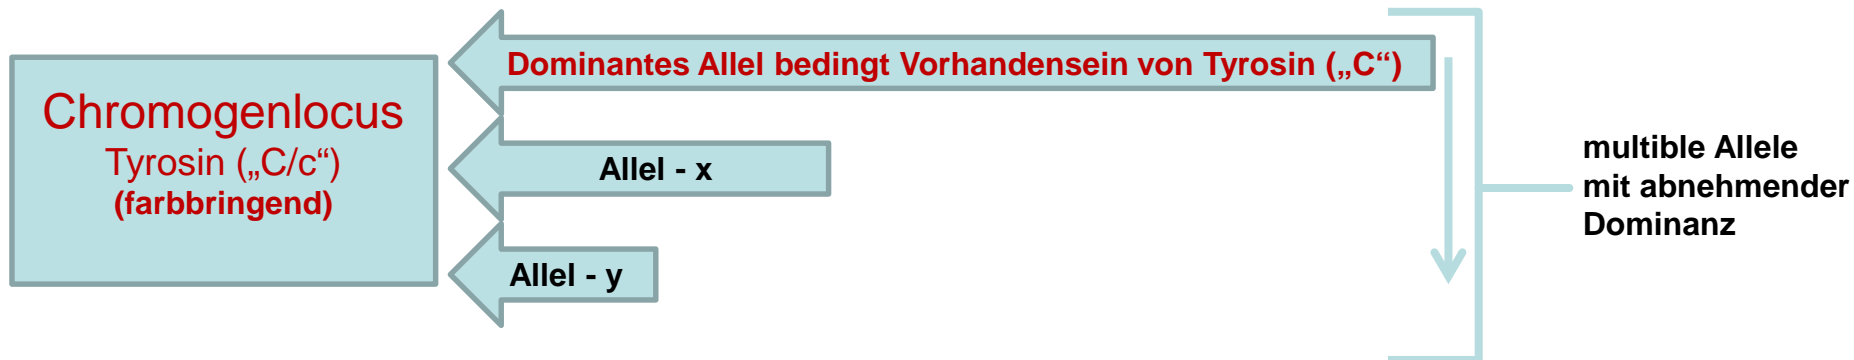 Chromogenlocus
Tyrosin („C/c“)
(farbbringend)
Dominantes Allel bedingt Vorhandensein von Tyrosin („C“)
Allel - x
Allel - y
multible Allele
mit abnehmender
Dominanz